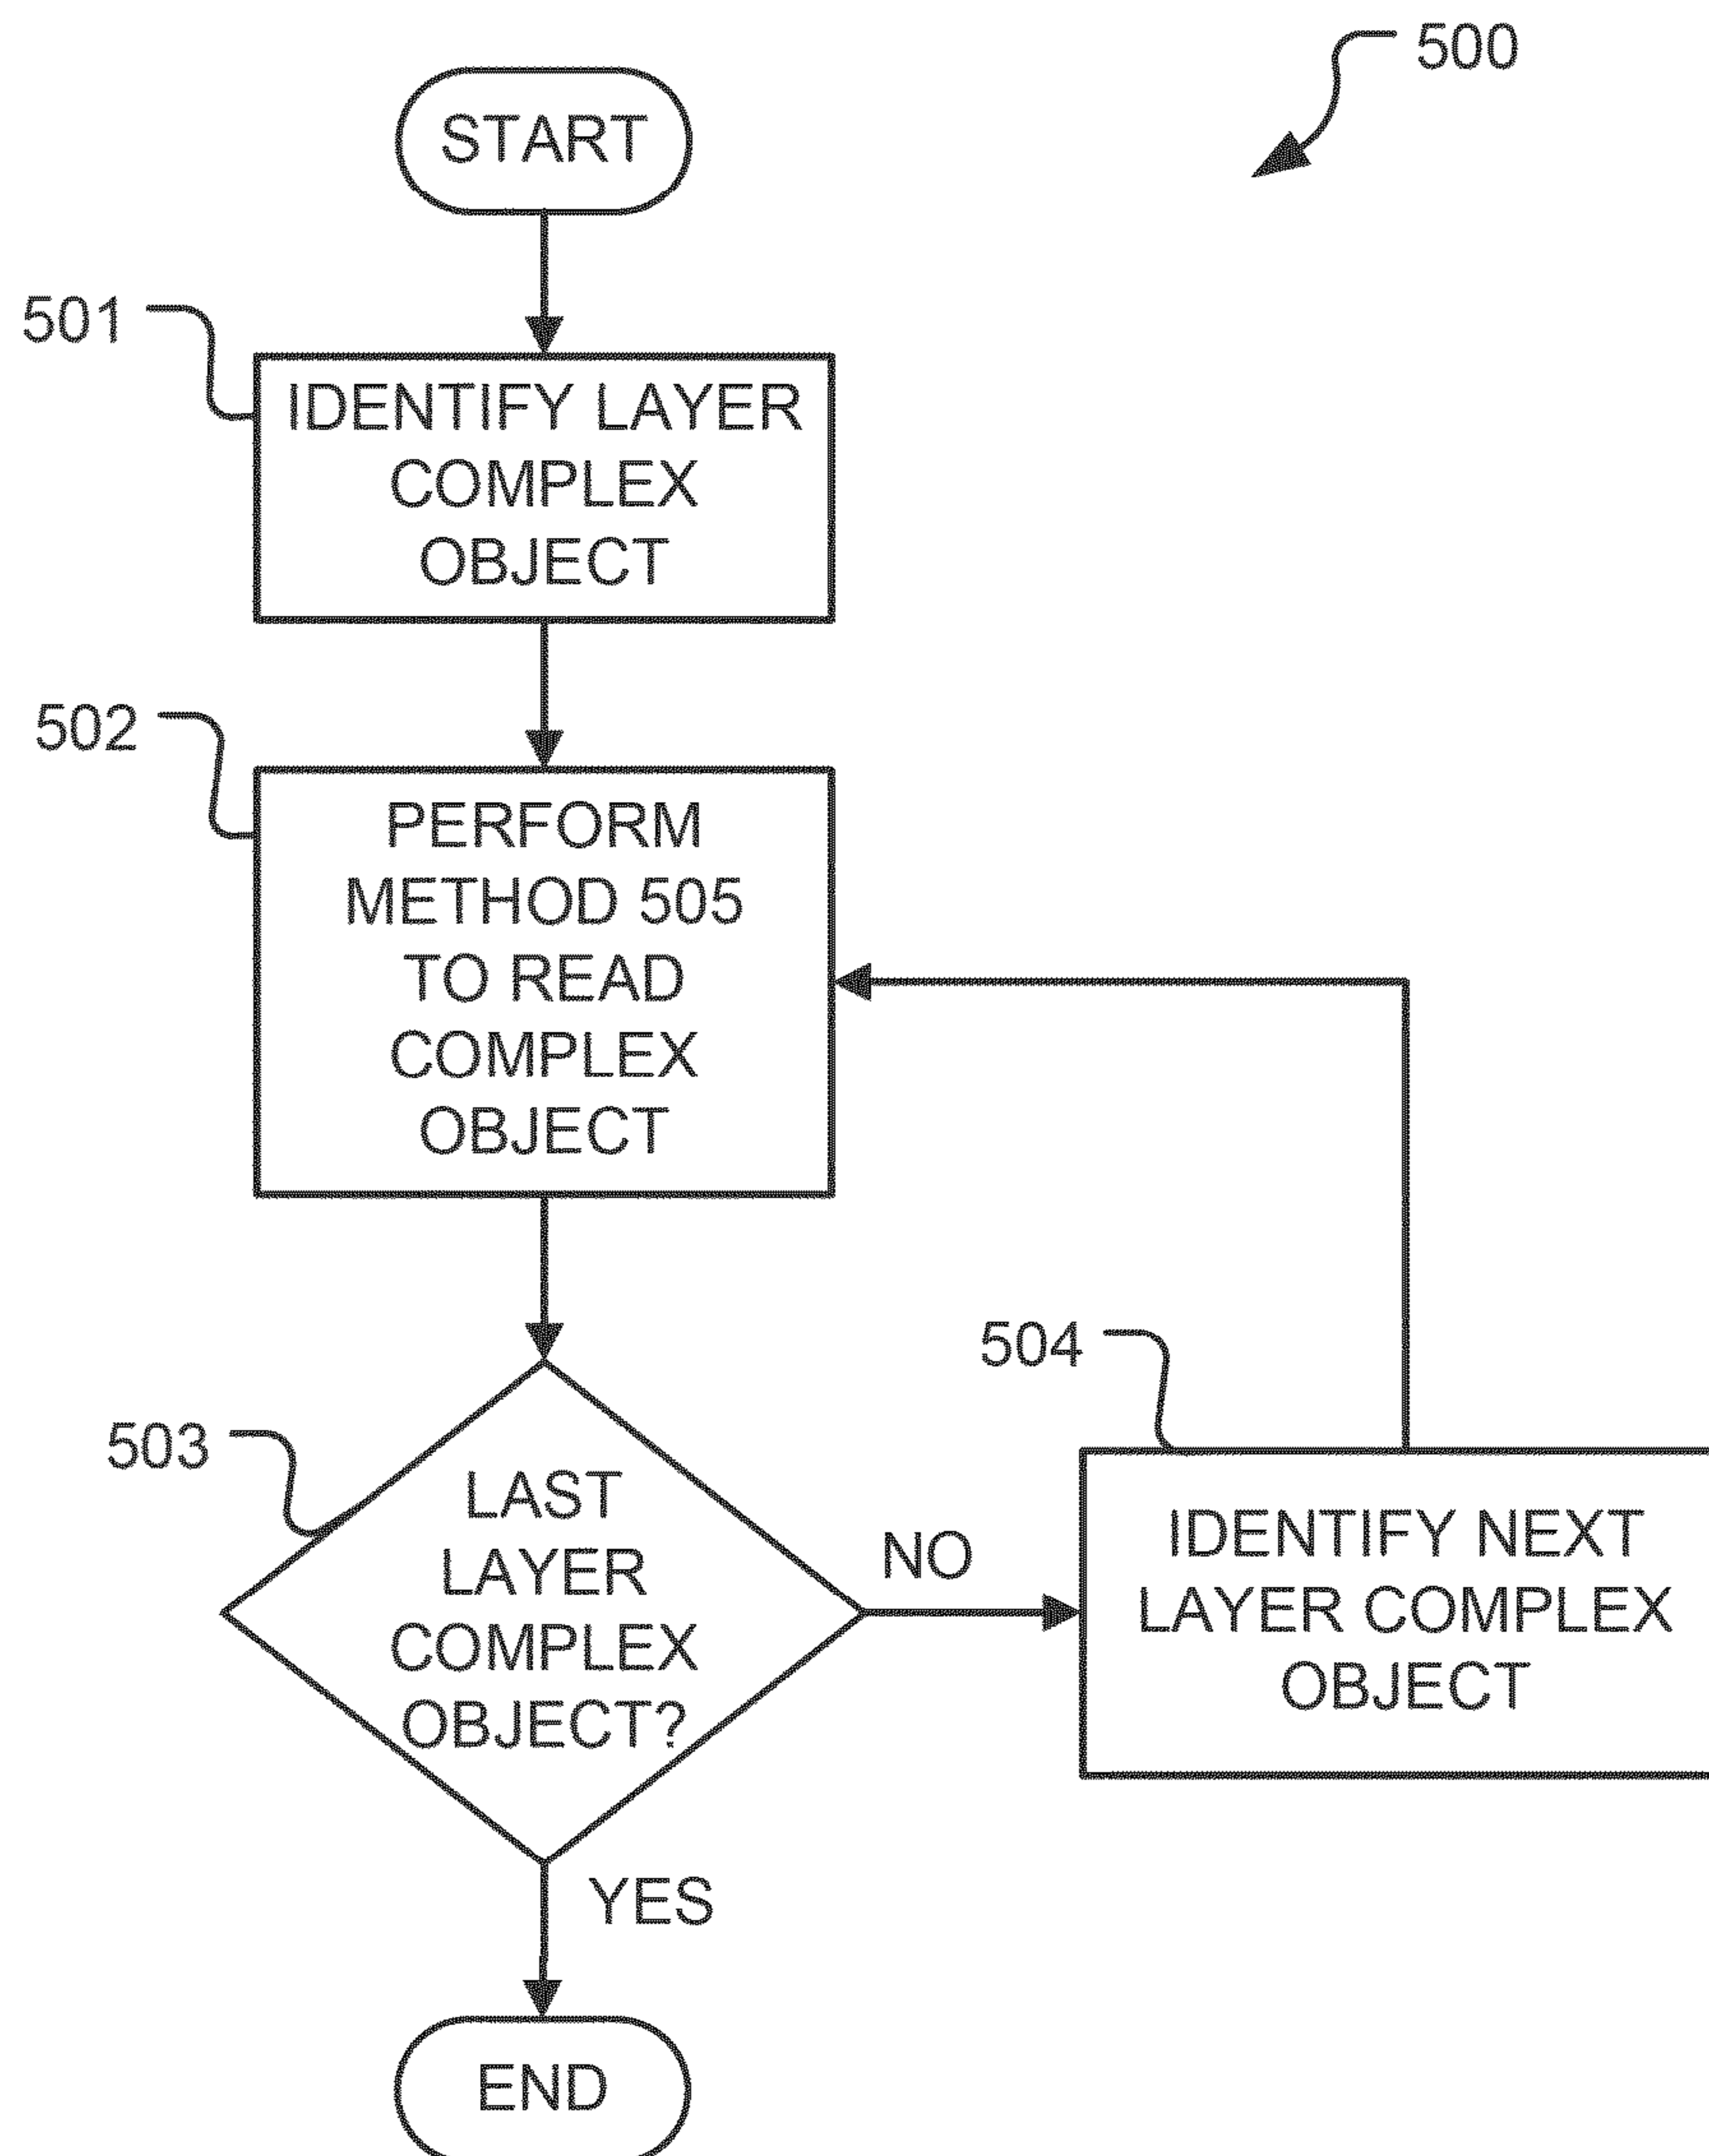 500
START
501
IDENTIFY LAYER
COMPLEX
OBJECT
502
PERFORM
METHOD 505
TO READ
COMPLEX
OBJECT
503
LAST
LAYER
COMPLEX
OBJECT?
NO
504
IDENTIFY NEXT
LAYER COMPLEX
OBJECT
YES
END